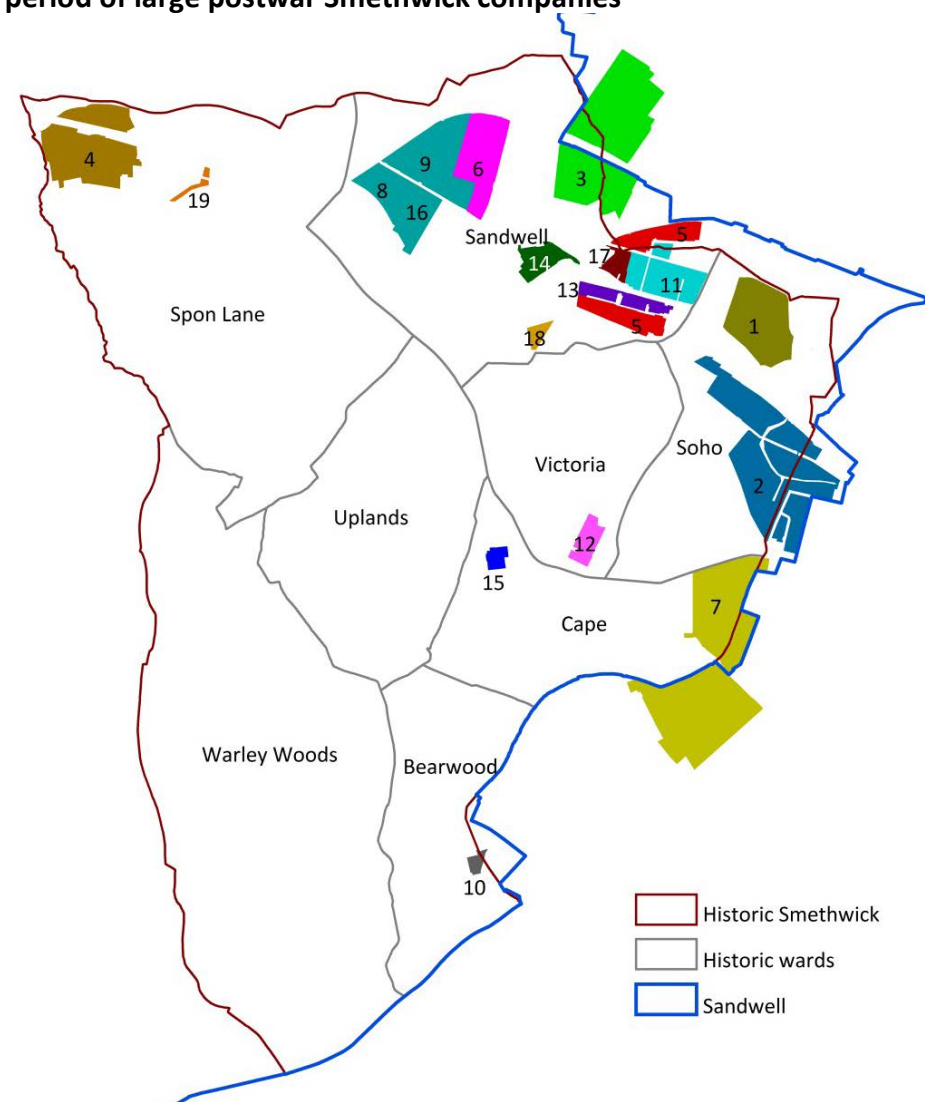 period of large postwar Smethwick companies
4
19
Spon Lane
9
6
8
16
3
Sandwell
14
5
17
11
13
5
18
1
Victoria
Soho
2
Uplands
12
15
Cape
7
Warley Woods
Bearwood
10
Historic Smethwick
Historic wards
Sandwell